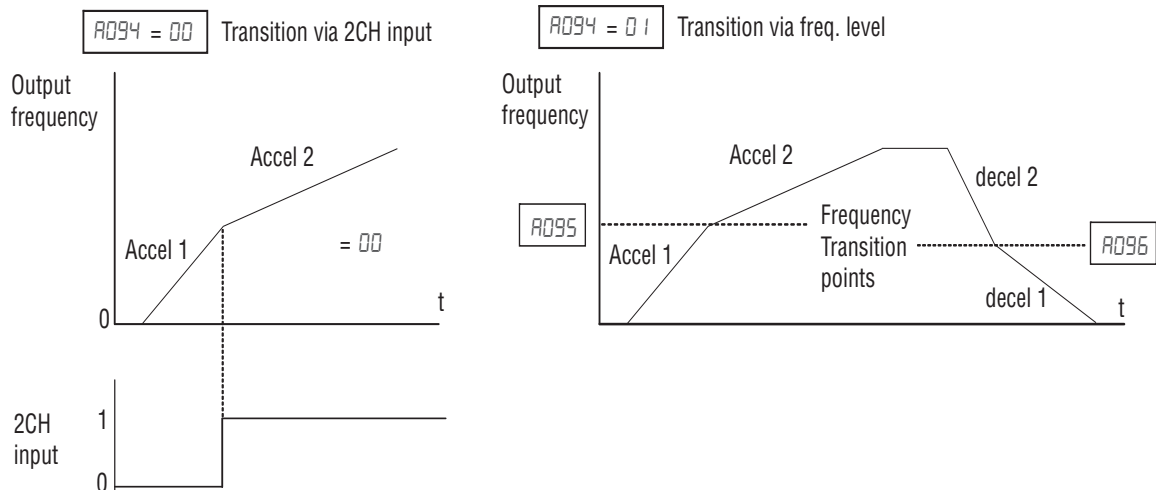 A094 = 00 Transition via 2CH input
Output
frequency
Accel 2
Accel 1
= 00
0
t
2CH
input
1
0
A094 = 01 Transition via freq. level
Output
frequency
Accel 2
decel 2
A095
Frequency
Transition
points
A096
Accel 1
decel 1
t